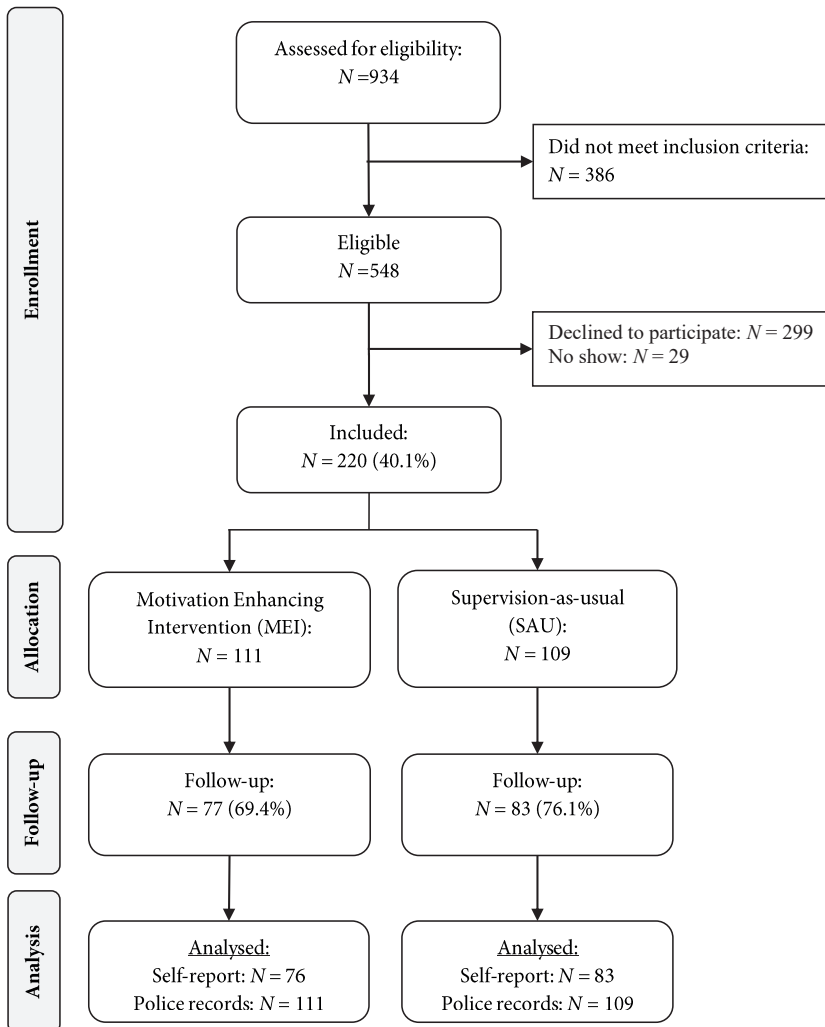 Enrollment
Assessed for eligibility:
N =934
Did not meet inclusion criteria:
N = 386
Eligible
N =548
Declined to participate: N = 299
No show: N = 29
Included:
N = 220 (40.1%)
Allocation
Motivation Enhancing
Intervention (MEI):
N = 111
Supervision-as-usual
(SAU):
N = 109
Follow-up
Follow-up:
N = 77 (69.4%)
Follow-up:
N = 83 (76.1%)
Analysis
Analysed:
Self-report: N = 76
Police records: N = 111
Analysed:
Self-report: N = 83
Police records: N = 109